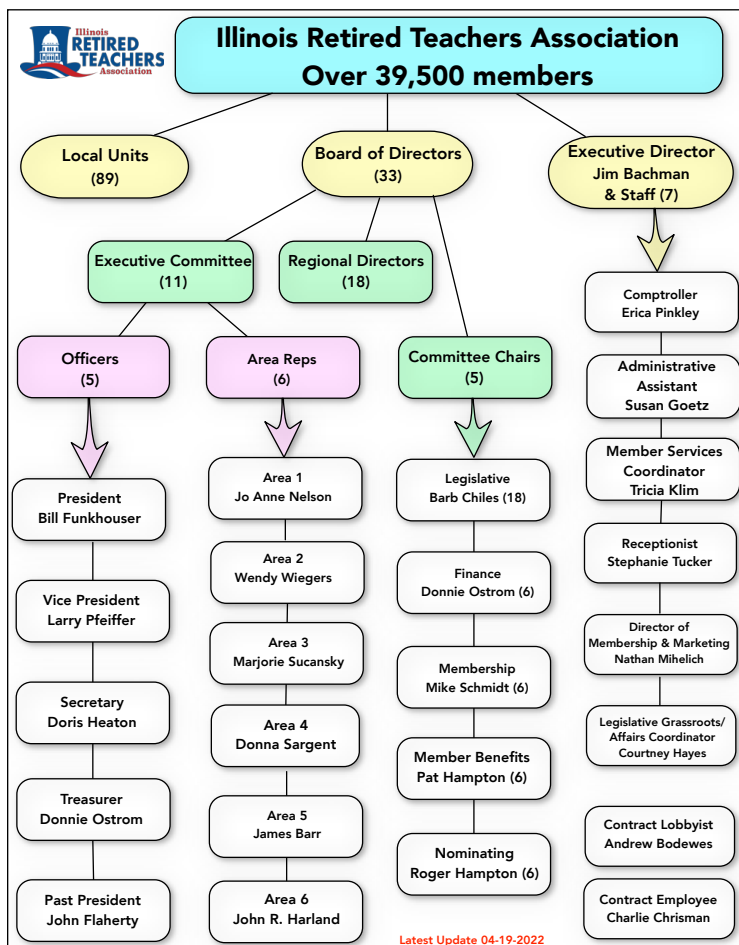 Illinois
RETIRED
TEACHERS
Association
Illinois Retired Teachers Association
Over 39,500 members
Local Units
(89)
Board of Directors
(33)
Executive Director
Jim Bachman
& Staff (7)
Executive Committee
(11)
Regional Directors
(18)
Comptroller
Erica Pinkley
Officers
(5)
Area Reps
(6)
Committee Chairs
(5)
Administrative
Assistant
Susan Goetz
President
Bill Funkhouser
Area 1
Jo Anne Nelson
Legislative
Barb Chiles (18)
Member Services
Coordinator
Tricia Klim
Vice President
Larry Pfeiffer
Area 2
Wendy Wiegers
Finance
Donnie Ostrom (6)
Receptionist
Stephanie Tucker
Secretary
Doris Heaton
Area 3
Marjorie Sucansky
Membership
Mike Schmidt (6)
Director of
Membership & Marketing
Nathan Mihelich
Treasurer
Donnie Ostrom
Area 4
Donna Sargent
Member Benefits
Pat Hampton (6)
Legislative Grassroots/
Affairs Coordinator
Courtney Hayes
Past President
John Flaherty
Area 5
James Barr
Nominating
Roger Hampton (6)
Contract Lobbyist
Andrew Bodewes
Area 6
John R. Harland
Contract Employee
Charlie Chrisman
Latest Update 04-19-2022